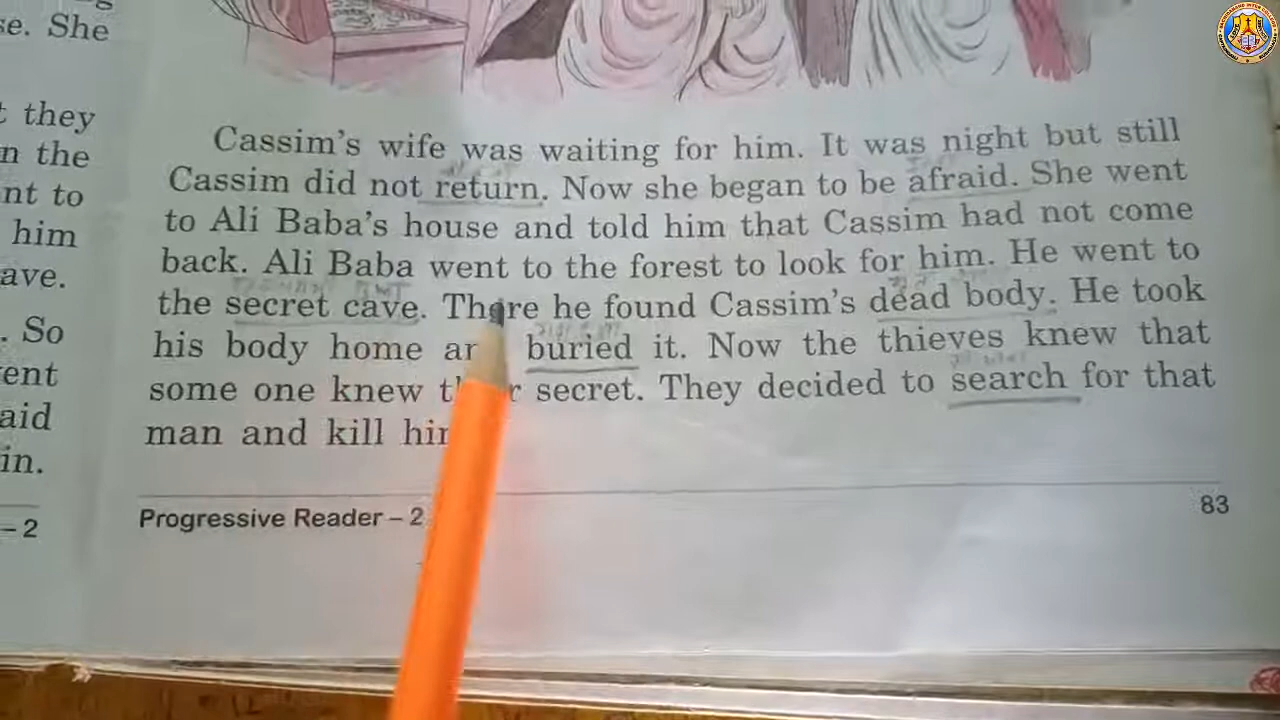 se. She
they
n the
nt to
him
ave.
. So
ent
aid
in.
– 2
Cassim's wife was waiting for him. It was night but still
Cassim did not return. Now she began to be afraid. She went
to Ali Baba's house and told him that Cassim had not come
back. Ali Baba went to the forest to look for him. He went to
the secret cave. There he found Cassim's dead body. He took
his body home ar buried it. Now the thieves knew that
some one knew r secret. They decided to search for that
man and kill hi
Progressive Reader – 2
83